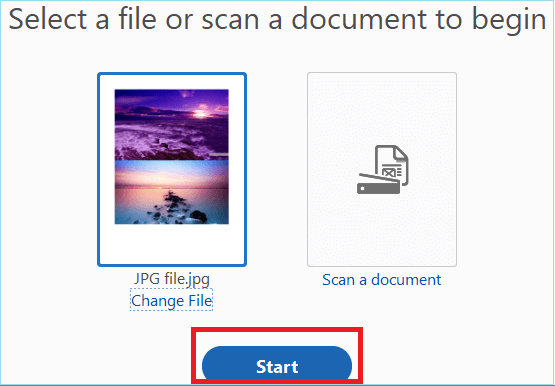 Select a file or scan a document to begin
JPG file.jpg
Change File
Scan a document
Start